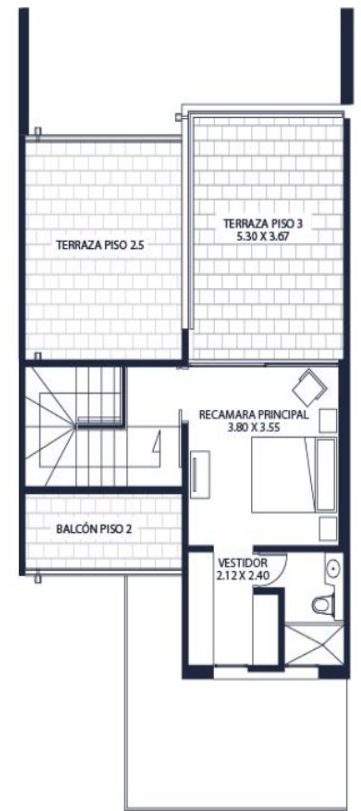 TERRAZA PISO 3
5.30 X 3.67
TERRAZA PISO 2.5
RECAMARA PRINCIPAL
3.80 X 3.55
BALCÓN PISO 2
VESTIDOR
2.12 X 2.40